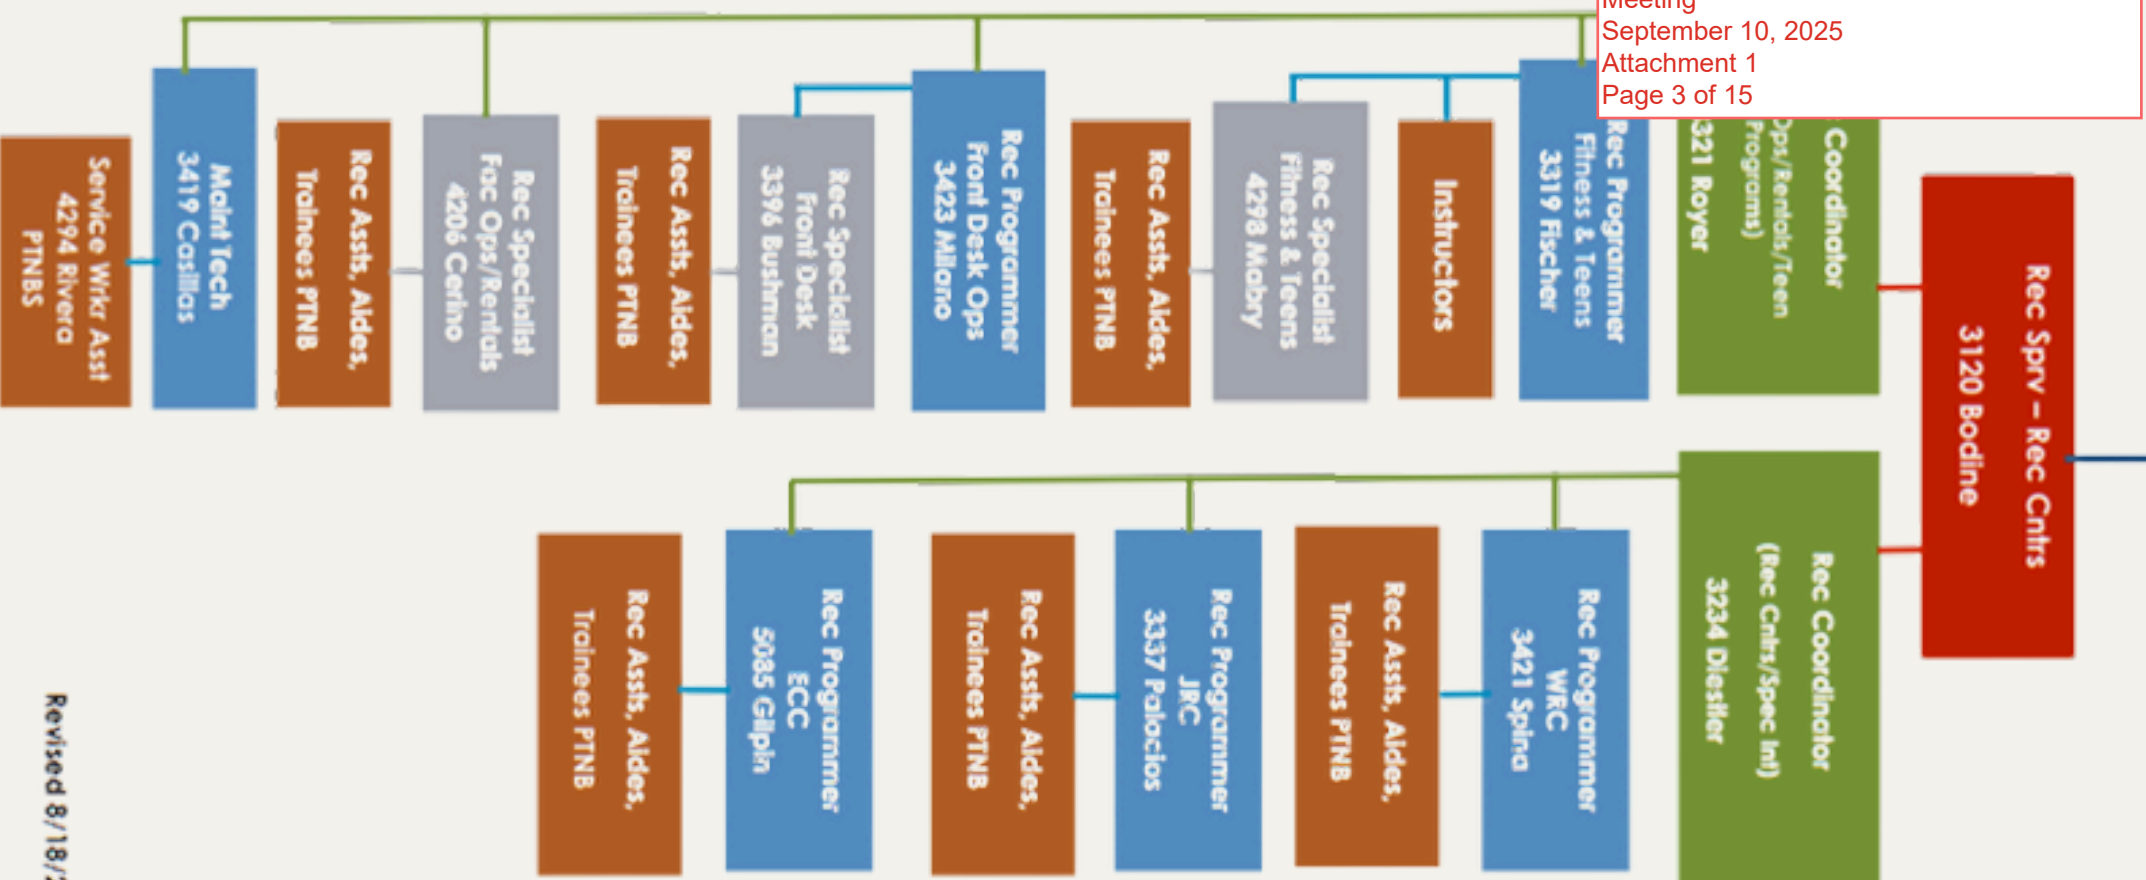 Meeting
September 10, 2025
Attachment 1
Page 3 of 15
Rec Sprv – Rec Cntrs
3120 Bodine
Coordinator
Ops/Rentals/Teen
Programs)
321 Royer
Rec Programmer
Fitness & Teens
3319 Fischer
Instructors
Rec Specialist
Fitness & Teens
4298 Mabry
Rec Assts, Aides,
Trainees PTNB
Rec Programmer
Front Desk Ops
3423 Milano
Rec Specialist
Front Desk
3396 Bushman
Rec Assts, Aides,
Trainees PTNB
Rec Specialist
Fac Ops/Rentals
4206 Cerino
Rec Assts, Aides,
Trainees PTNB
Maint Tech
3419 Casillas
Service Wrkr Asst
4294 Rivera
PTNBS
Rec Coordinator
(Rec Cntrs/Spec Int)
3234 Diestler
Rec Programmer
WRC
3421 Spina
Rec Assts, Aides,
Trainees PTNB
Rec Programmer
JRC
3337 Palacios
Rec Assts, Aides,
Trainees PTNB
Rec Programmer
ECC
5085 Gilpin
Rec Assts, Aides,
Trainees PTNB
Revised 8/18/